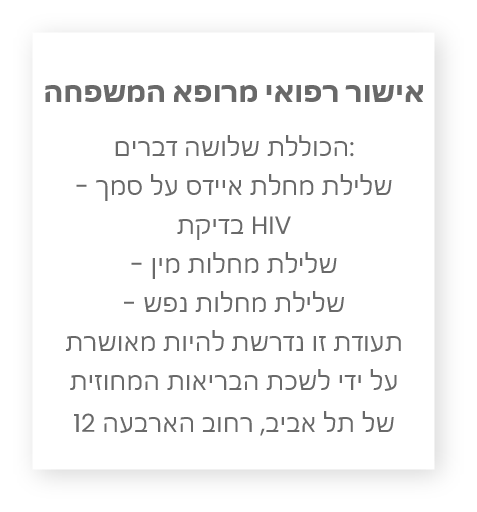 אישור רפואי מרופא המשפחה
הכוללת שלושה דברים:
שלילת מחלת איידס על סמך -
בדיקת HIV
שלילת מחלות מין -
שלילת מחלות נפש -
תעודת זו נדרשת להיות מאושרת
על ידי לשכת הבריאות המחוזית
של תל אביב, רחוב הארבעה 12